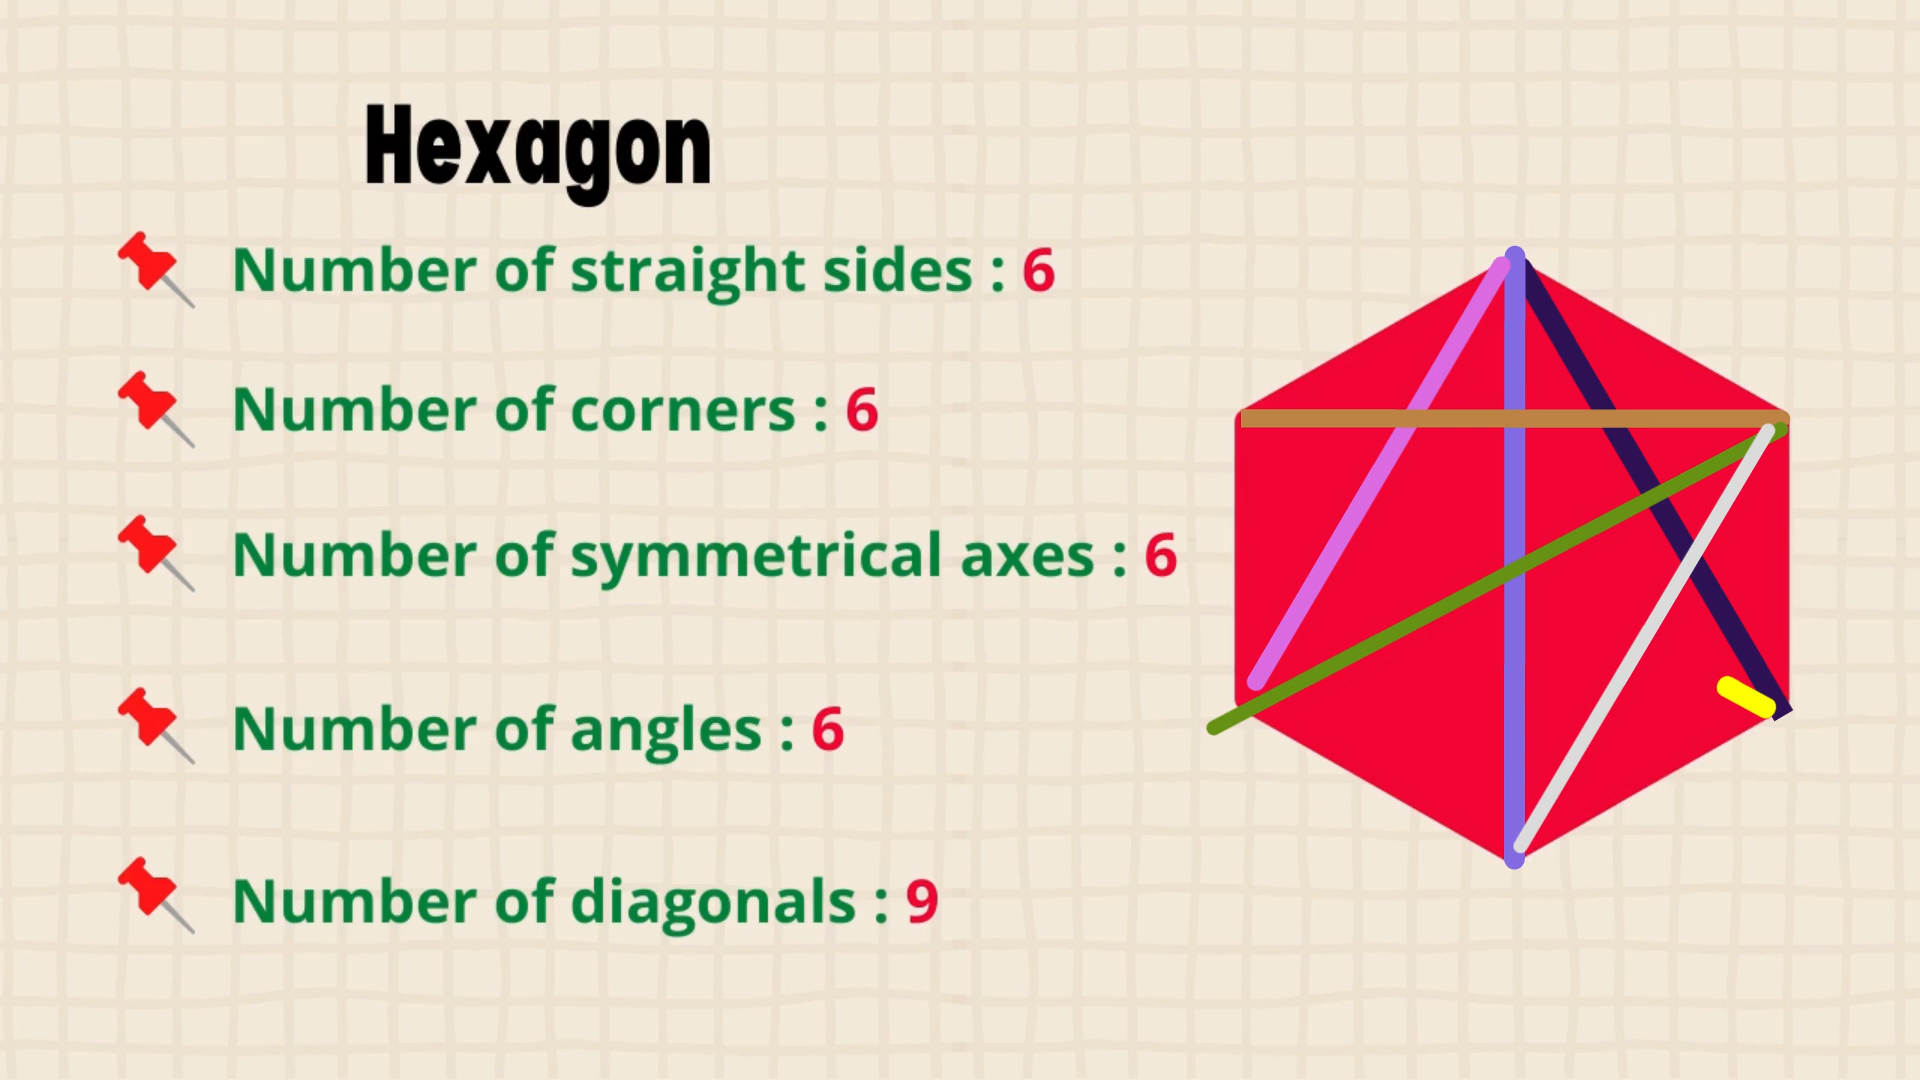 Hexagon
Number of straight sides : 6
Number of corners : 6
Number of symmetrical axes : 6
Number of angles : 6
Number of diagonals : 9